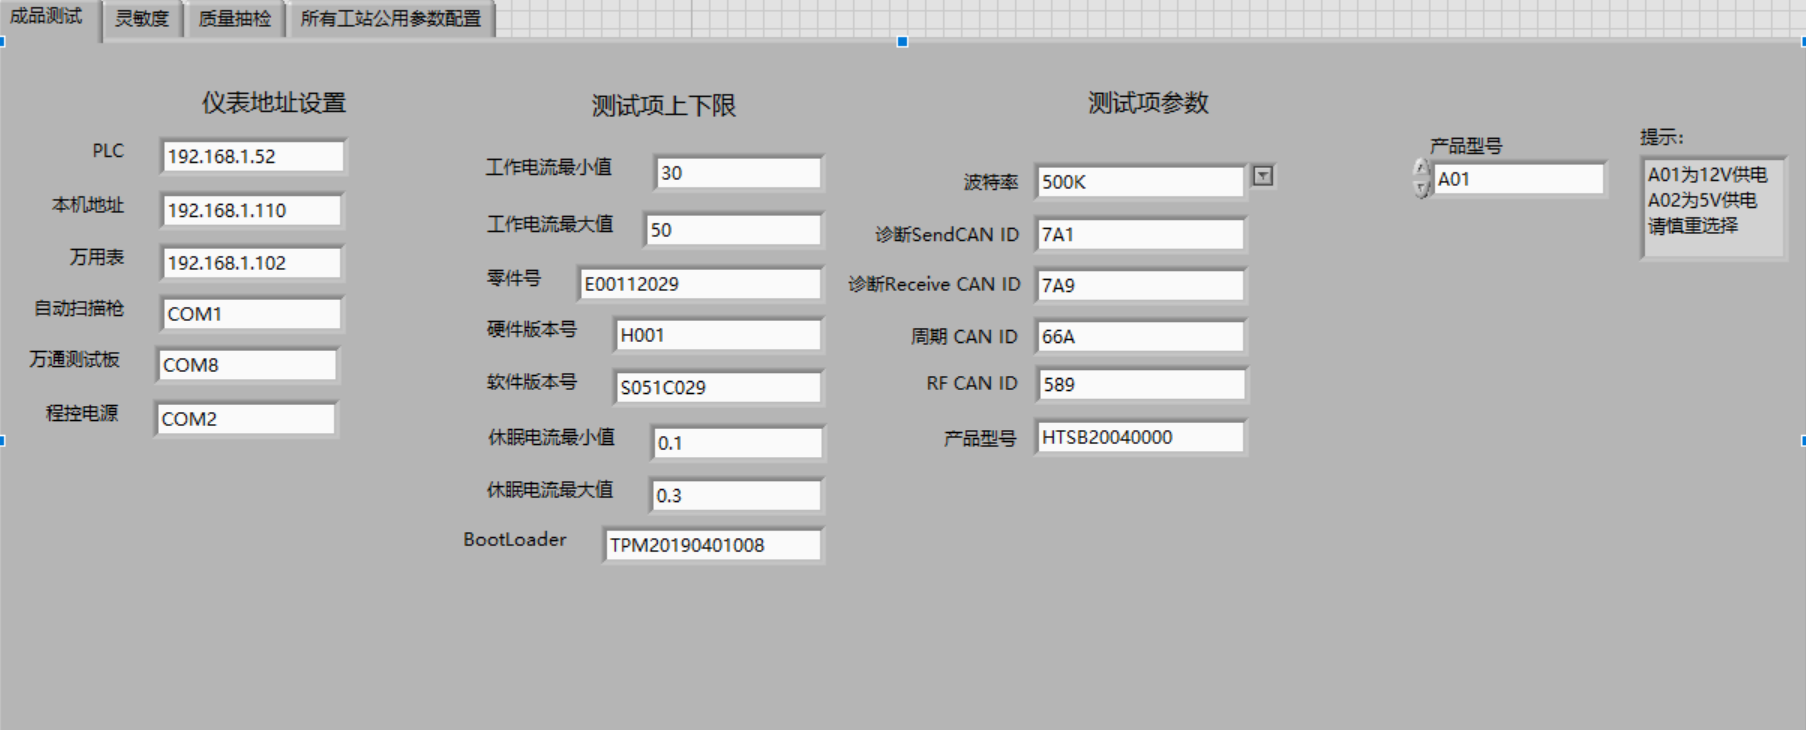 成品测试
灵敏度
质量抽检
所有工站公用参数配置
仪表地址设置
PLC
192.168.1.52
本机地址
192.168.1.110
万用表
192.168.1.102
自动扫描枪
COM1
万通测试板
COM8
程控电源
COM2
测试项上下限
工作电流最小值
30
工作电流最大值
50
零件号
E00112029
硬件版本号
H001
软件版本号
S051C029
休眠电流最小值
0.1
休眠电流最大值
0.3
BootLoader
TPM20190401008
测试项参数
波特率
500K
诊断SendCAN ID
7A1
诊断Receive CAN ID
7A9
周期 CAN ID
66A
RF CAN ID
589
产品型号
HTSB20040000
产品型号
A01
提示:
A01为12V供电
A02为5V供电
请慎重选择